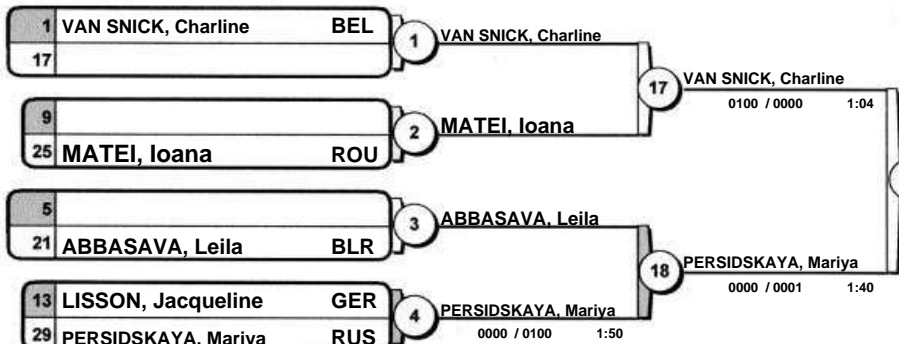 1 VAN SNICK, Charline BEL
17
1 VAN SNICK, Charline
9
25 MATEI, Ioana ROU
2 MATEI, Ioana
17 VAN SNICK, Charline
0100 / 0000 1:04
5
21 ABBASAVA, Leila BLR
3 ABBASAVA, Leila
13 LISSON, Jacqueline GER
29 PERSIDSKAYA, Mariya RUS
4 PERSIDSKAYA, Mariya
0000 / 0100 1:50
18 PERSIDSKAYA, Mariya
0000 / 0001 1:40